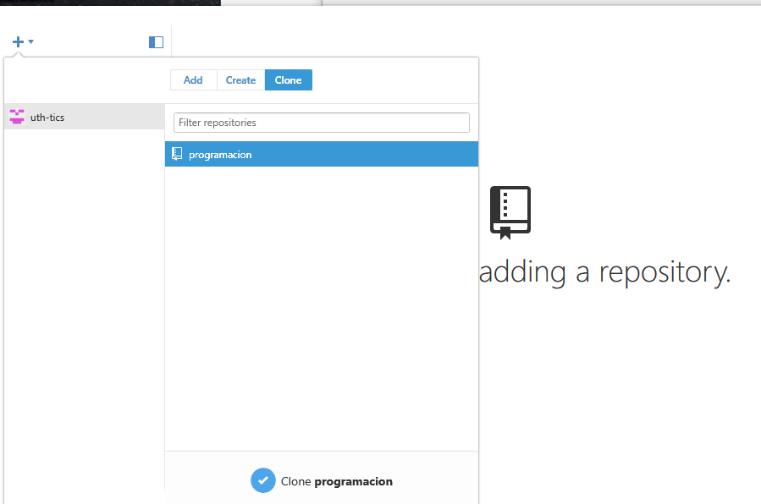 Add Create Clone
uth-tics
Filter repositories
programacion
adding a repository.
Clone programacion